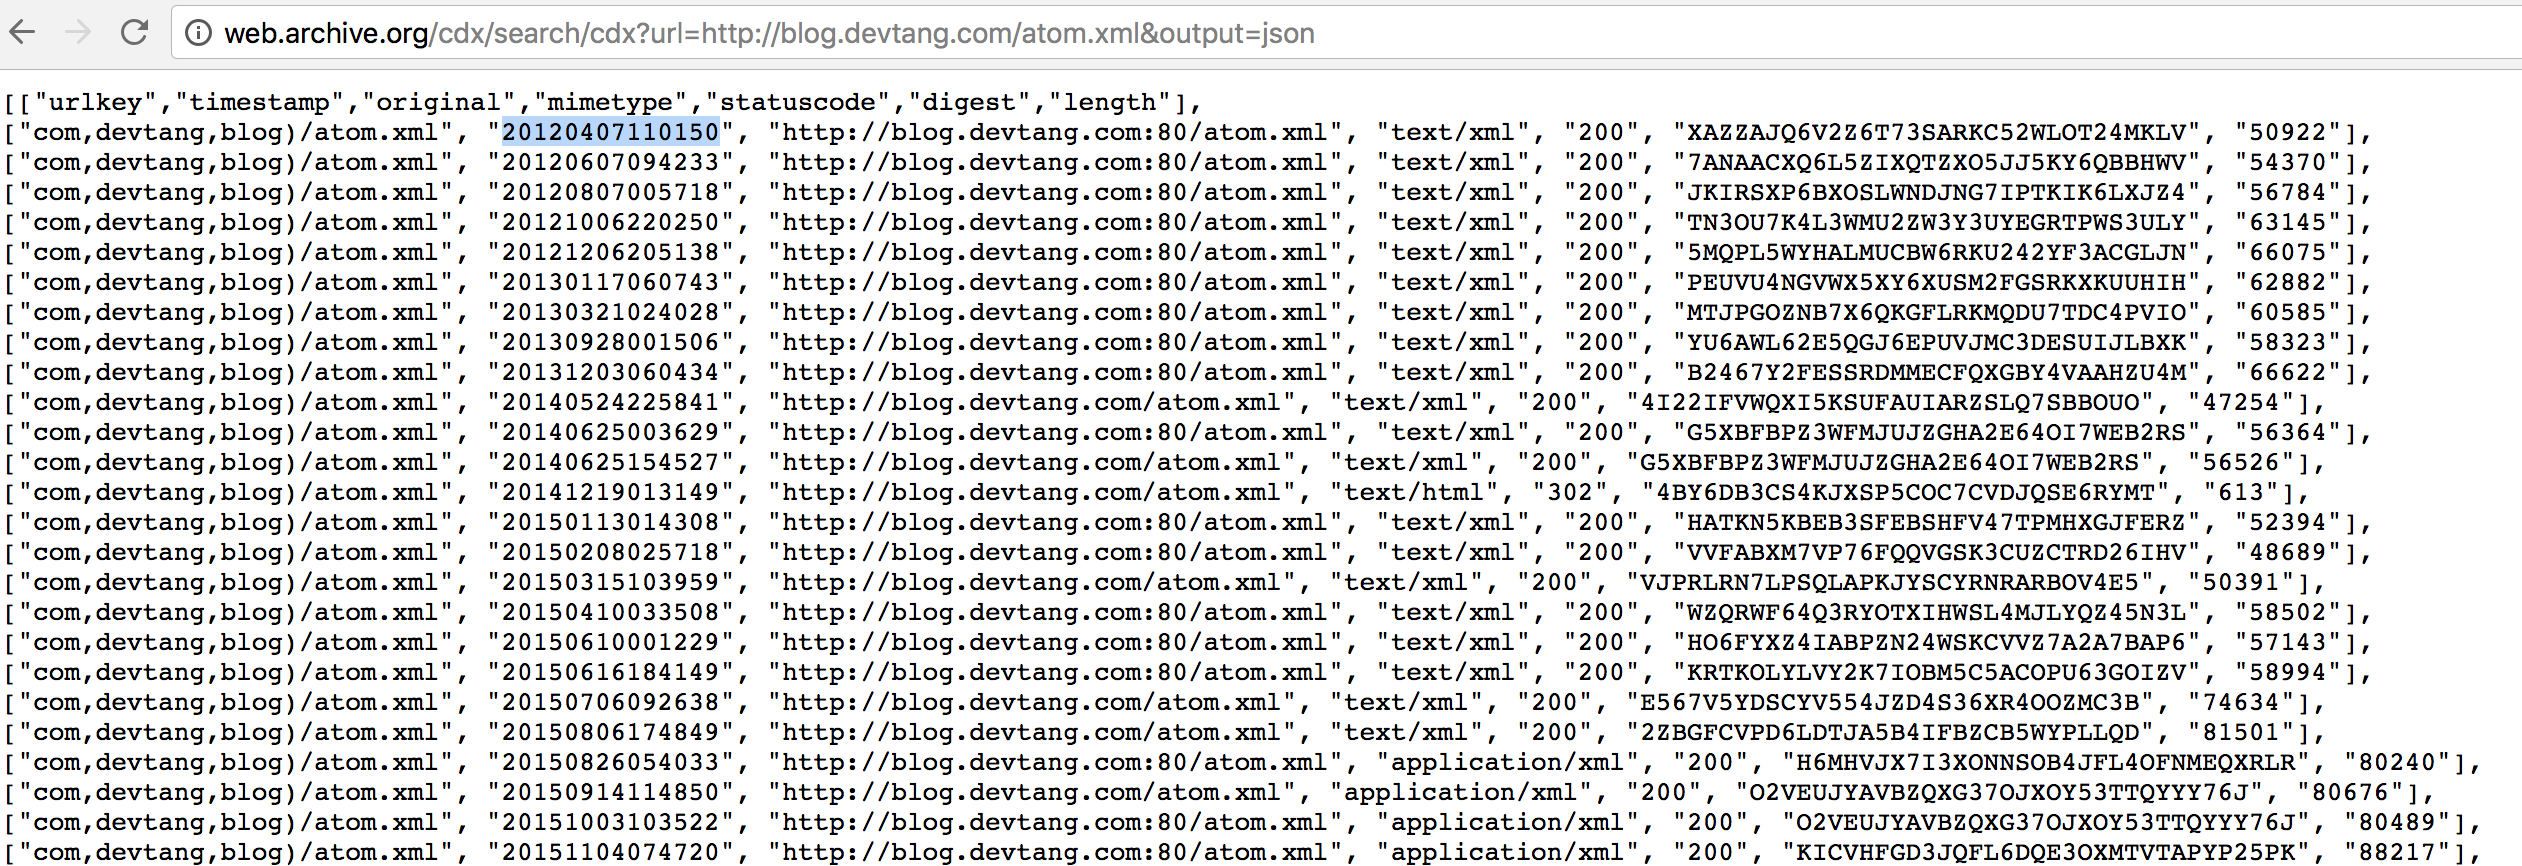 web.archive.org/cdx/search/cdx?url=http://blog.devtang.com/atom.xml&output=json
[["urlkey","timestamp","original","mimetype","statuscode","digest","length"],
["com,devtang,blog)/atom.xml", "20120407110150", "http://blog.devtang.com:80/atom.xml", "text/xml", "200", "XAZZAJQ6V2Z6T73SARKC52WLOT24MKLV", "50922"],
["com,devtang,blog)/atom.xml", "20120607094233", "http://blog.devtang.com:80/atom.xml", "text/xml", "200", "7ANAACXQ6L5ZIXQTZXO5JJ5KY6QBBHWV", "54370"],
["com,devtang,blog)/atom.xml", "20120807005718", "http://blog.devtang.com:80/atom.xml", "text/xml", "200", "JKIRSXP6BXOSLWNDJNG7IPTKIK6LXJZ4", "56784"],
["com,devtang,blog)/atom.xml", "20121006220250", "http://blog.devtang.com:80/atom.xml", "text/xml", "200", "TN3OU7K4L3WMU2ZW3Y3UYEGRTPWS3ULY", "63145"],
["com,devtang,blog)/atom.xml", "20121206205138", "http://blog.devtang.com:80/atom.xml", "text/xml", "200", "5MQPL5WYHALMUCBW6RKU242YF3ACGLJN", "66075"],
["com,devtang,blog)/atom.xml", "20130117060743", "http://blog.devtang.com:80/atom.xml", "text/xml", "200", "PEUVU4NGVWX5XY6XUSM2FGSRKXKUUHIH", "62882"],
["com,devtang,blog)/atom.xml", "20130321024028", "http://blog.devtang.com:80/atom.xml", "text/xml", "200", "MTJPGOZNB7X6QKGFLRKMQDU7TDC4PVIO", "60585"],
["com,devtang,blog)/atom.xml", "20130928001506", "http://blog.devtang.com:80/atom.xml", "text/xml", "200", "YU6AWL62E5QGJ6EPUVJMC3DESUIJLBXK", "58323"],
["com,devtang,blog)/atom.xml", "20131203060434", "http://blog.devtang.com:80/atom.xml", "text/xml", "200", "B2467Y2FESSRDMMECFQXGBY4VAAHZU4M", "66622"],
["com,devtang,blog)/atom.xml", "20140524225841", "http://blog.devtang.com/atom.xml", "text/xml", "200", "4I22IFVWQXI5KSUFAUIARZSLQ7SBBOUO", "47254"],
["com,devtang,blog)/atom.xml", "20140625003629", "http://blog.devtang.com:80/atom.xml", "text/xml", "200", "G5XBFBPZ3WFMJUJZGHA2E64OI7WEB2RS", "56364"],
["com,devtang,blog)/atom.xml", "20140625154527", "http://blog.devtang.com/atom.xml", "text/xml", "200", "G5XBFBPZ3WFMJUJZGHA2E64OI7WEB2RS", "56526"],
["com,devtang,blog)/atom.xml", "20141219013149", "http://blog.devtang.com/atom.xml", "text/html", "302", "4BY6DB3CS4KJXSP5COC7CVDJQSE6RYMT", "613"],
["com,devtang,blog)/atom.xml", "20150113014308", "http://blog.devtang.com:80/atom.xml", "text/xml", "200", "HATKN5KBEB3SFEBSHFV47TPMHXGJFERZ", "52394"],
["com,devtang,blog)/atom.xml", "20150208025718", "http://blog.devtang.com:80/atom.xml", "text/xml", "200", "VVFABXM7VP76FQQVGSK3CUZCTRD26IHV", "48689"],
["com,devtang,blog)/atom.xml", "20150315103959", "http://blog.devtang.com/atom.xml", "text/xml", "200", "VJPRLRN7LPSQLAPKJYSCYRNRARBOV4E5", "50391"],
["com,devtang,blog)/atom.xml", "20150410033508", "http://blog.devtang.com:80/atom.xml", "text/xml", "200", "WZQRWF64Q3RYOTXIHWSL4MJLYQZ45N3L", "58502"],
["com,devtang,blog)/atom.xml", "20150610001229", "http://blog.devtang.com:80/atom.xml", "text/xml", "200", "HO6FYXZ4IABPZN24WSKCVVZ7A2A7BAP6", "57143"],
["com,devtang,blog)/atom.xml", "20150616184149", "http://blog.devtang.com:80/atom.xml", "text/xml", "200", "KRTKOLYLVY2K7IOBM5C5ACOPU63GOIZV", "58994"],
["com,devtang,blog)/atom.xml", "20150706092638", "http://blog.devtang.com/atom.xml", "text/xml", "200", "E567V5YDSCYV554JZD4S36XR4OOZMC3B", "74634"],
["com,devtang,blog)/atom.xml", "20150806174849", "http://blog.devtang.com/atom.xml", "text/xml", "200", "2ZBGFCVPD6LDTJA5B4IFBZCB5WYPLLQD", "81501"],
["com,devtang,blog)/atom.xml", "20150826054033", "http://blog.devtang.com:80/atom.xml", "application/xml", "200", "H6MHVJX7I3XONNSOB4JFL4OFNMEQXRLR", "80240"],
["com,devtang,blog)/atom.xml", "20150914114850", "http://blog.devtang.com/atom.xml", "application/xml", "200", "O2VEUJYAVBZQXG37OJXOY53TTQYYY76J", "80676"],
["com,devtang,blog)/atom.xml", "20151003103522", "http://blog.devtang.com:80/atom.xml", "application/xml", "200", "O2VEUJYAVBZQXG37OJXOY53TTQYYY76J", "80489"],
["com,devtang,blog)/atom.xml", "20151104074720", "http://blog.devtang.com:80/atom.xml", "application/xml", "200", "KICVHFGD3JQFL6DQE3OXMTVTAPYP25PK", "88217"],